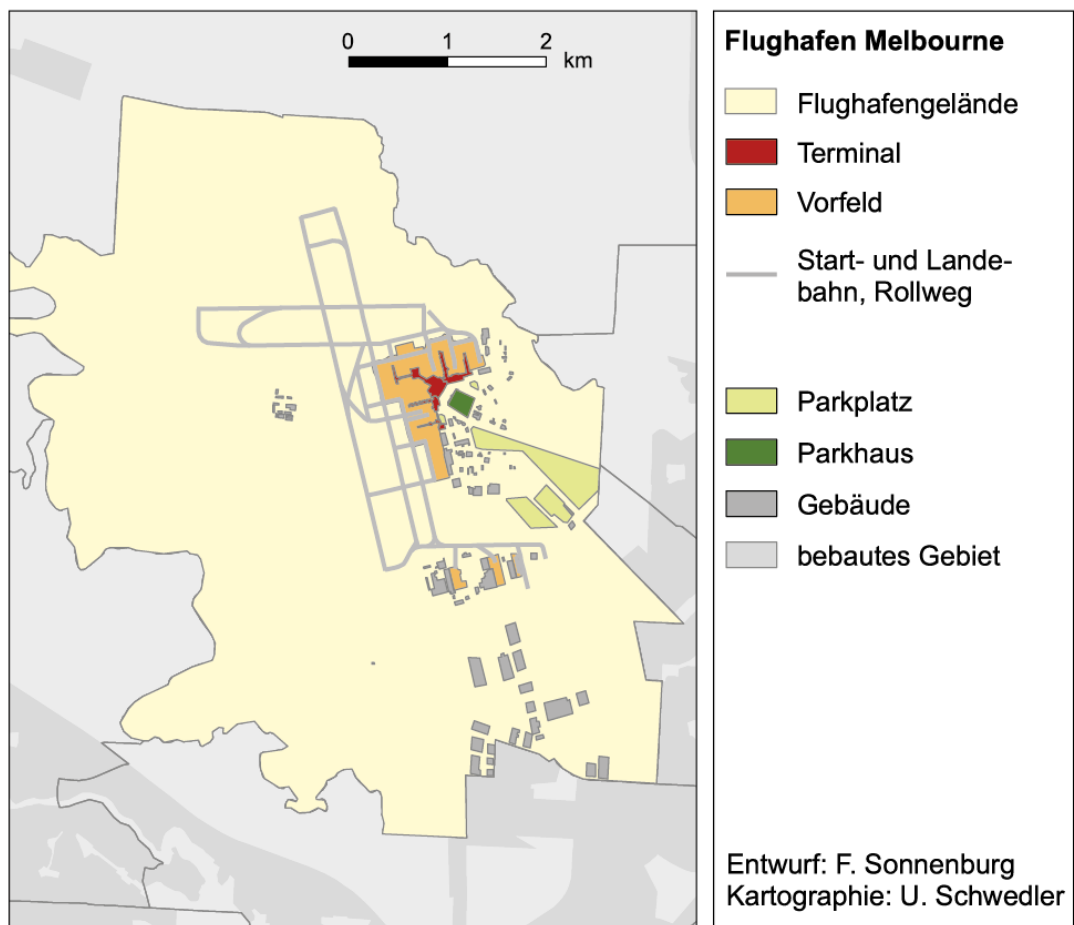 0 1 2
km
Flughafen Melbourne
Flughafengelände
Terminal
Vorfeld
Start- und Lande-
bahn, Rollweg
Parkplatz
Parkhaus
Gebäude
bebautes Gebiet
Entwurf: F. Sonnenburg
Kartographie: U. Schwedler